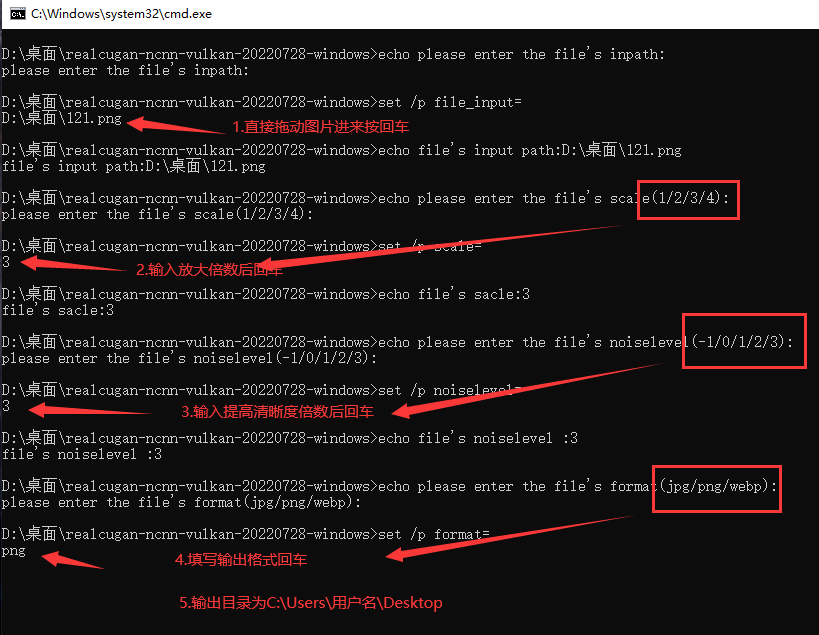 C:\Windows\system32\cmd.exe
D:\桌面\realcugan-ncnn-vulkan-20220728-windows>echo please enter the file's inpath:
please enter the file's inpath:
D:\桌面\realcugan-ncnn-vulkan-20220728-windows>set /p file_input=
D:\桌面\121.png
1.直接拖动图片进来按回车
D:\桌面\realcugan-ncnn-vulkan-20220728-windows>echo file's input path:D:\桌面\121.png
file's input path:D:\桌面\121.png
D:\桌面\realcugan-ncnn-vulkan-20220728-windows>echo please enter the file's scale(1/2/3/4):
please enter the file's scale(1/2/3/4):
D:\桌面\realcugan-ncnn-vulkan-20220728-windows>set /p scale=
3
2.输入放大倍数后回车
D:\桌面\realcugan-ncnn-vulkan-20220728-windows>echo file's sacle:3
file's sacle:3
D:\桌面\realcugan-ncnn-vulkan-20220728-windows>echo please enter the file's noiselevel(-1/0/1/2/3):
please enter the file's noiselevel(-1/0/1/2/3):
D:\桌面\realcugan-ncnn-vulkan-20220728-windows>set /p noiselevel=
3
3.输入提高清晰度倍数后回车
D:\桌面\realcugan-ncnn-vulkan-20220728-windows>echo file's noiselevel :3
file's noiselevel :3
D:\桌面\realcugan-ncnn-vulkan-20220728-windows>echo please enter the file's format(jpg/png/webp):
please enter the file's format(jpg/png/webp):
D:\桌面\realcugan-ncnn-vulkan-20220728-windows>set /p format=
png
4.填写输出格式回车
5.输出目录为C:\Users\用户名\Desktop